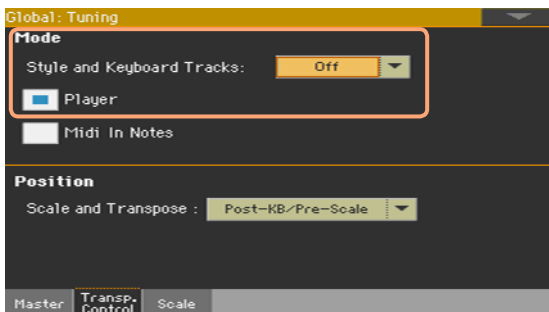 Global: Tuning
Mode
Style and Keyboard Tracks: Off
Player
Midi In Notes
Position
Scale and Transpose : Post-KB/Pre-Scale
Master Transp. Control Scale